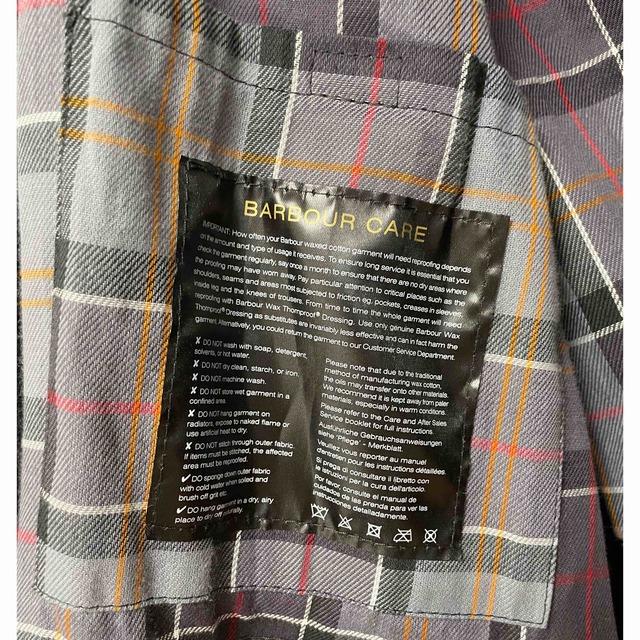 BARBOUR CARE
IMPORTANT: How often your Barbour waxed cotton garment will need reproofing depends
on the amount and type of usage it receives. To ensure long service it is essential that you
check the garment regularly, say once a month to ensure that there are no dry areas where
the proofing may have worn away. Pay particular attention to critical places such as the
shoulders, seams and areas most subjected to friction eg. pockets, creases in sleeves,
inside leg and the knees of trousers. From time to time the whole garment will need
reproofing with Barbour Wax Thornproof® Dressing. Use only genuine Barbour Wax
Thornproof® Dressing as substitutes are invariably less effective and can in fact harm the
garment. Alternatively, you could return the garment to our Customer Service Department.
✗ DO NOT wash with soap, detergent,
solvents, or hot water.
✗ DO NOT dry clean, starch, or iron.
✗ DO NOT machine wash.
✗ DO NOT store wet garment in a
confined area.
✗ DO NOT hang garment on
radiators, expose to naked flame or
use artificial heat to dry.
✗ DO NOT stitch through outer fabric.
If items must be stitched, the affected
area must be reproofed.
✔ DO sponge down outer fabric
with cold water when soiled and
brush off grit etc.
✔ DO hang garment in a dry, airy
place to dry off naturally.
Please note that due to the traditional
method of manufacturing wax cotton,
the oils may transfer onto other materials.
We recommend it is kept away from paler
materials, especially in warm conditions.
Please refer to the Care and After Sales
Service booklet for full instructions.
Ausführliche Gebrauchsanweisungen
siehe "Pflege" - Merkblatt.
Veuillez vous reporter au manuel
d'entretien pour les instructions détaillées.
Si prega di consultare il libretto con
le istruzioni per la cura dell'articolo.
Por favor, consulte el manual de
cuidados de las prenda para ver las
instrucciones detalladamente.